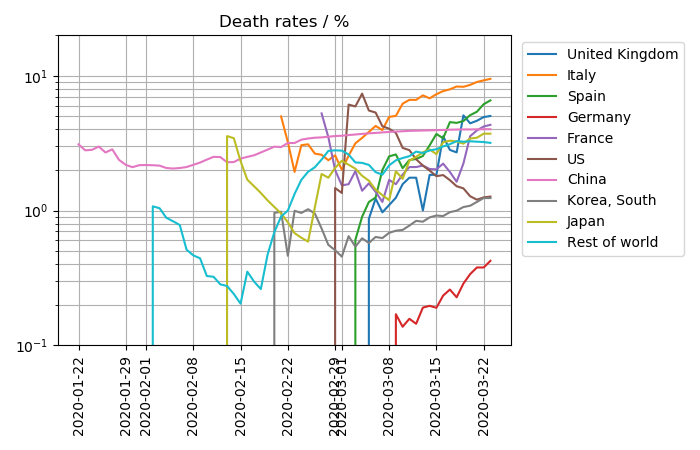 Death rates / %
10¹
10⁰
10⁻¹
2020-01-22
2020-01-29
2020-02-01
2020-02-08
2020-02-15
2020-02-22
2020-02-29
2020-03-01
2020-03-08
2020-03-15
2020-03-22
United Kingdom
Italy
Spain
Germany
France
US
China
Korea, South
Japan
Rest of world